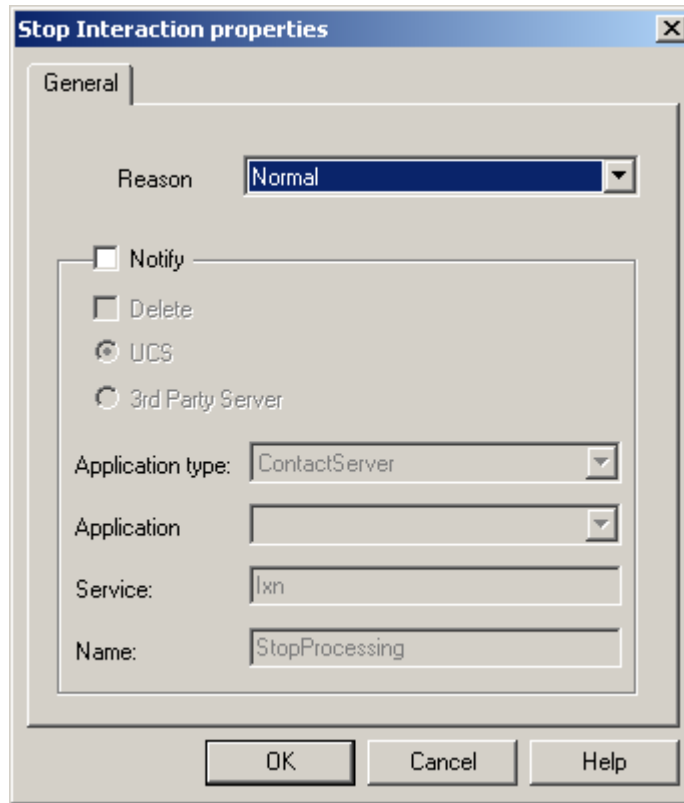 Stop Interaction properties
General
Reason Normal
Notify
Delete
UCS
3rd Party Server
Application type: ContactServer
Application
Service: Ixn
Name: StopProcessing
OK Cancel Help